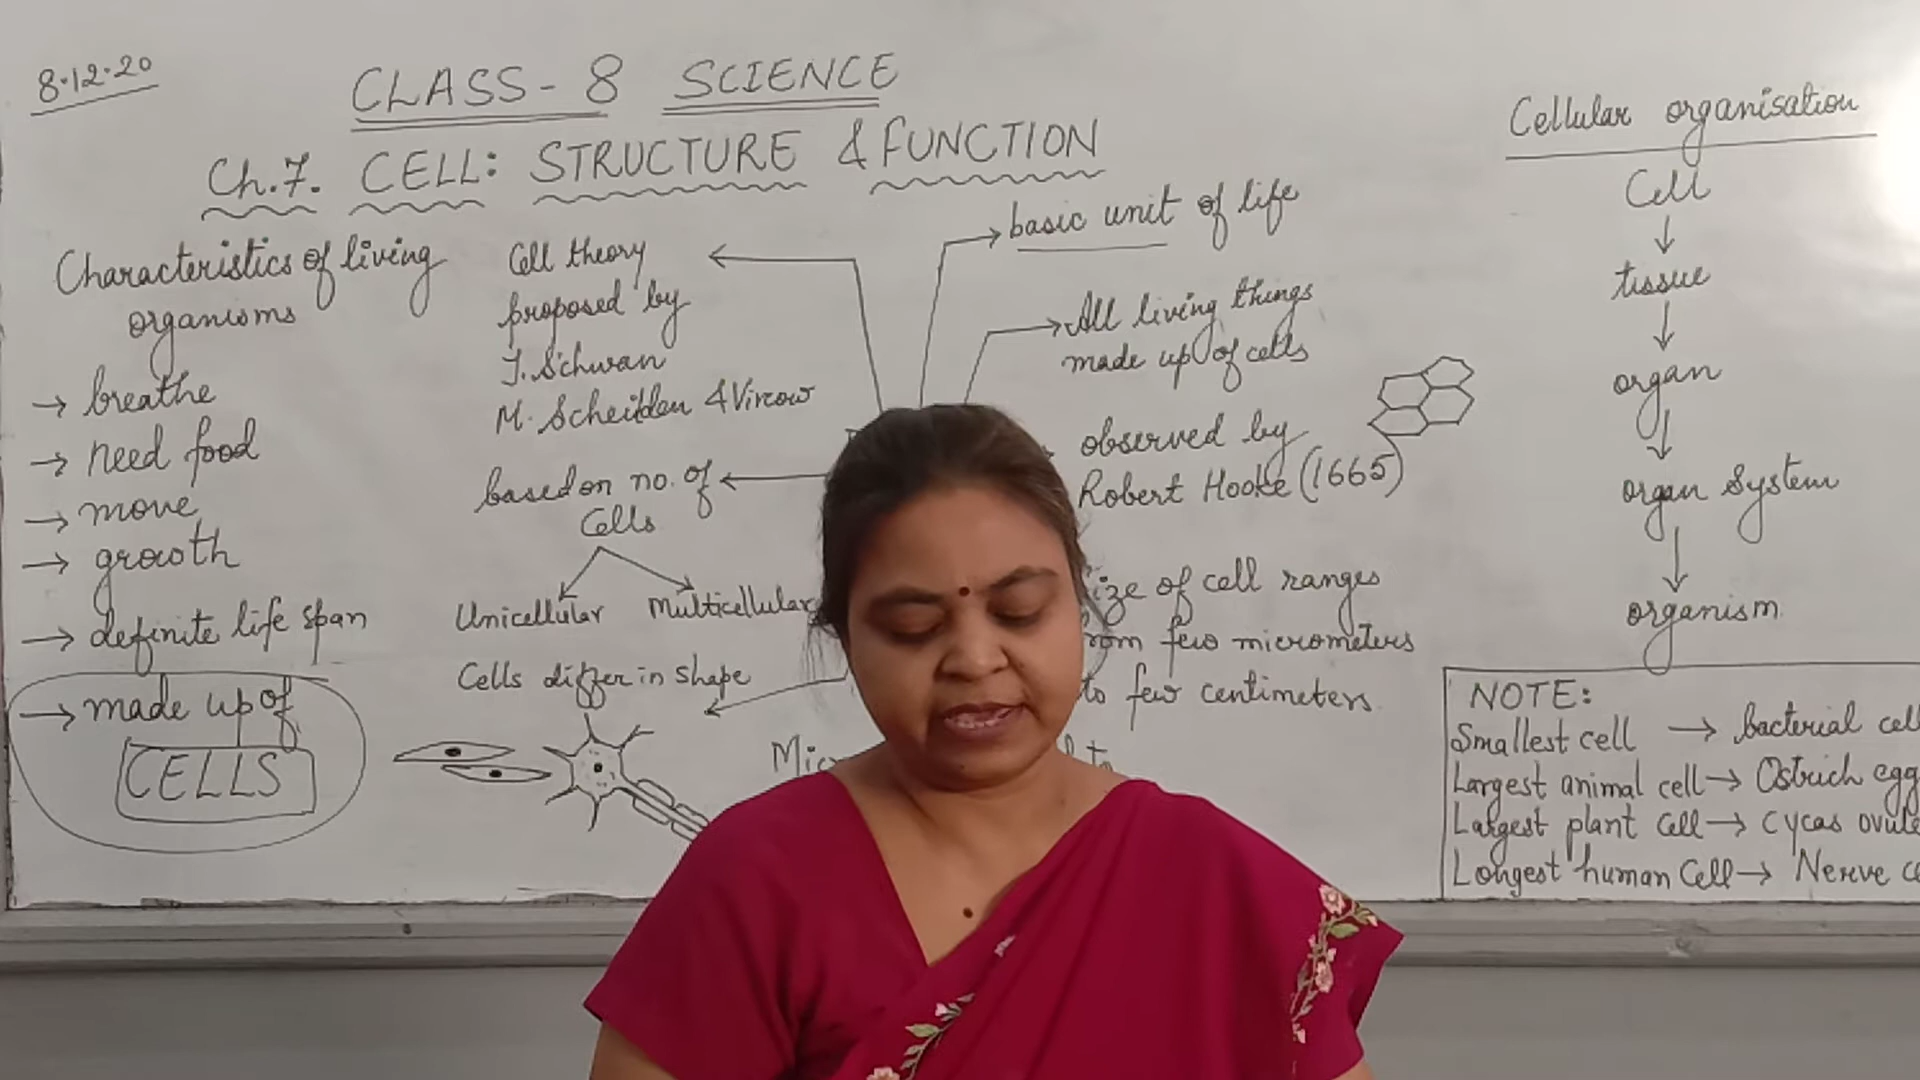 8.12.20
CLASS - 8 SCIENCE
Ch.7. CELL: STRUCTURE & FUNCTION
Characteristics of living
organisms
→ breathe
→ need food
→ move
→ growth
→ definite life span
→ made up of
CELLS
Cell theory
proposed by
T. Schwan
M. Scheilden & Vircow
based on no. of
Cells
Unicellular Multicellular
Cells differ in shape
basic unit of life
All living things
made up of cells
observed by
Robert Hooke (1665)
size of cell ranges
from few micrometers
to few centimeters
Cellular organisation
Cell
tissue
organ
organ System
organism
NOTE:
Smallest cell → bacterial cell
Largest animal cell → Ostrich egg
Largest plant cell → Cycas ovule
Longest human Cell → Nerve